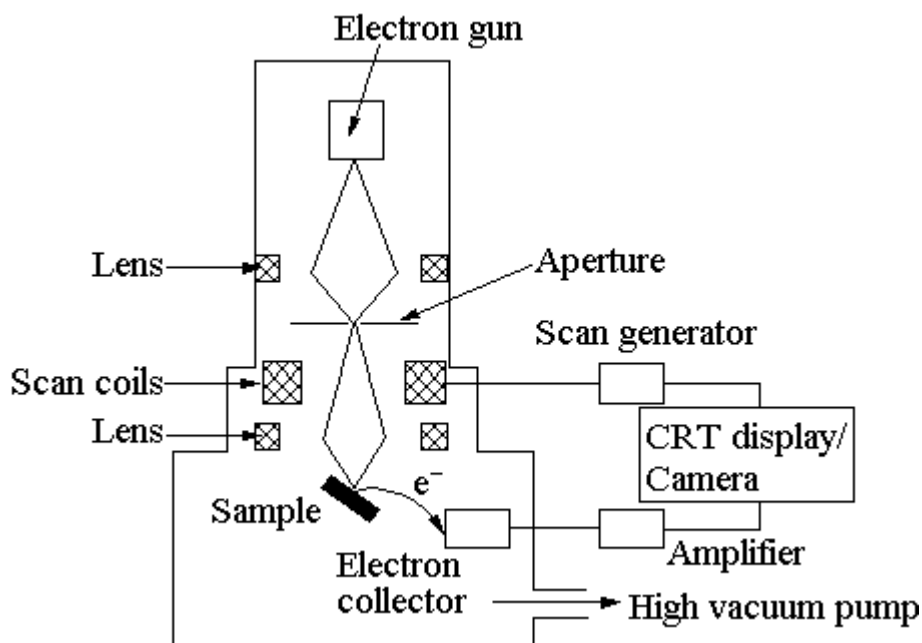 Electron gun
Lens
Aperture
Scan generator
Scan coils
Lens
CRT display/
Camera
e⁻
Sample
Amplifier
Electron
collector
High vacuum pump